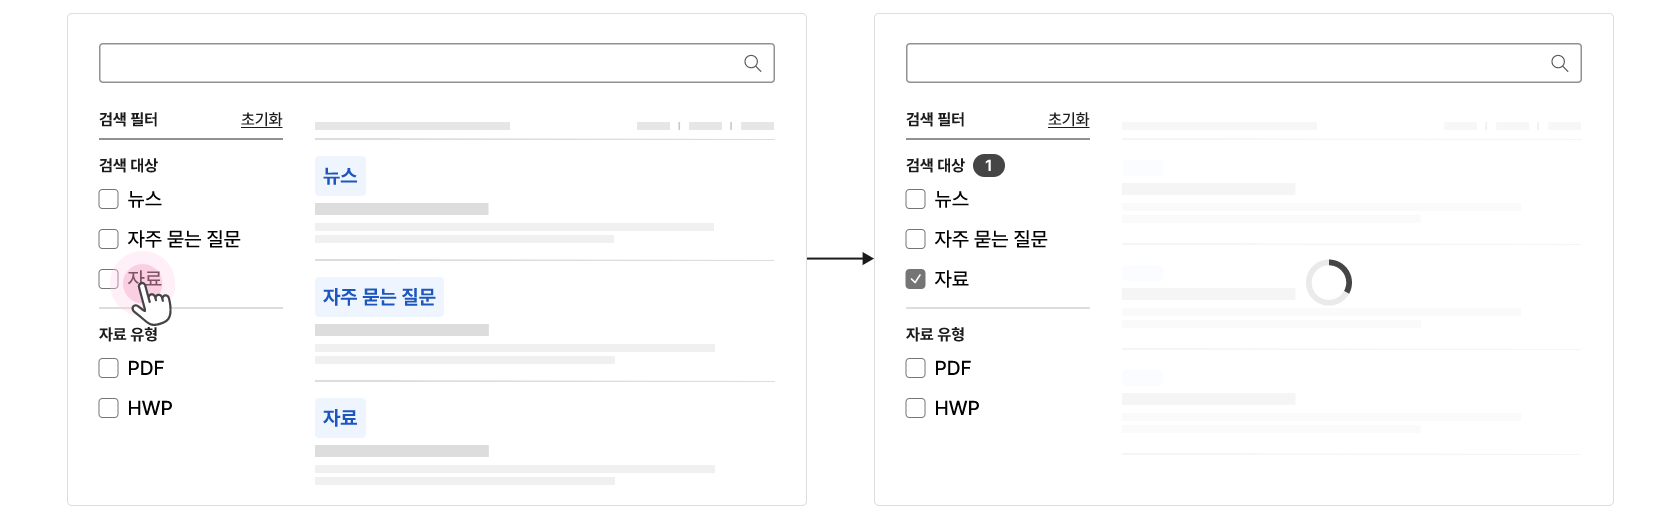 검색 필터 초기화
검색 대상
뉴스
자주 묻는 질문
자료
자료 유형
PDF
HWP
뉴스
자주 묻는 질문
자료
검색 필터 초기화
검색 대상 1
뉴스
자주 묻는 질문
자료
자료 유형
PDF
HWP